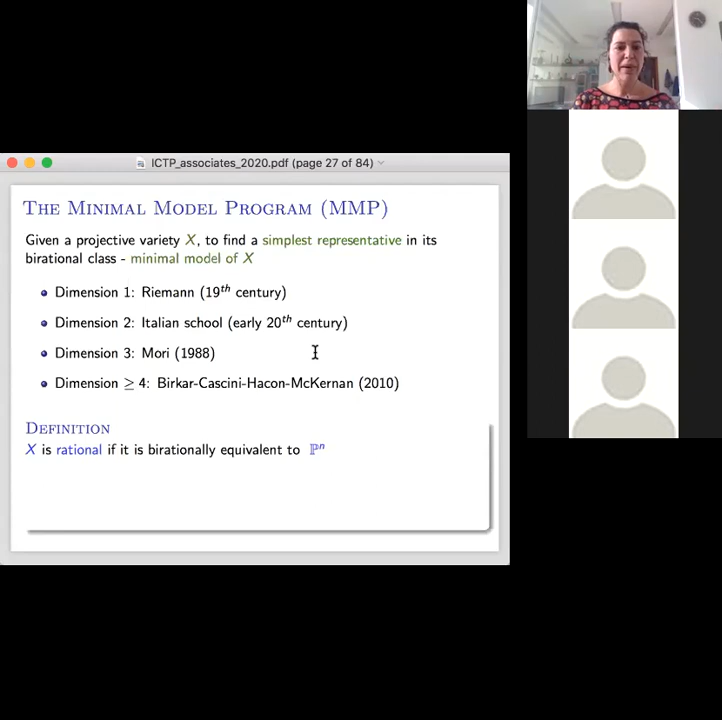 ICTP_associates_2020.pdf (page 27 of 84)
THE MINIMAL MODEL PROGRAM (MMP)
Given a projective variety X, to find a simplest representative in its
birational class - minimal model of X
• Dimension 1: Riemann (19th century)
• Dimension 2: Italian school (early 20th century)
• Dimension 3: Mori (1988)
• Dimension ≥ 4: Birkar-Cascini-Hacon-McKernan (2010)
DEFINITION
X is rational if it is birationally equivalent to ℙⁿ